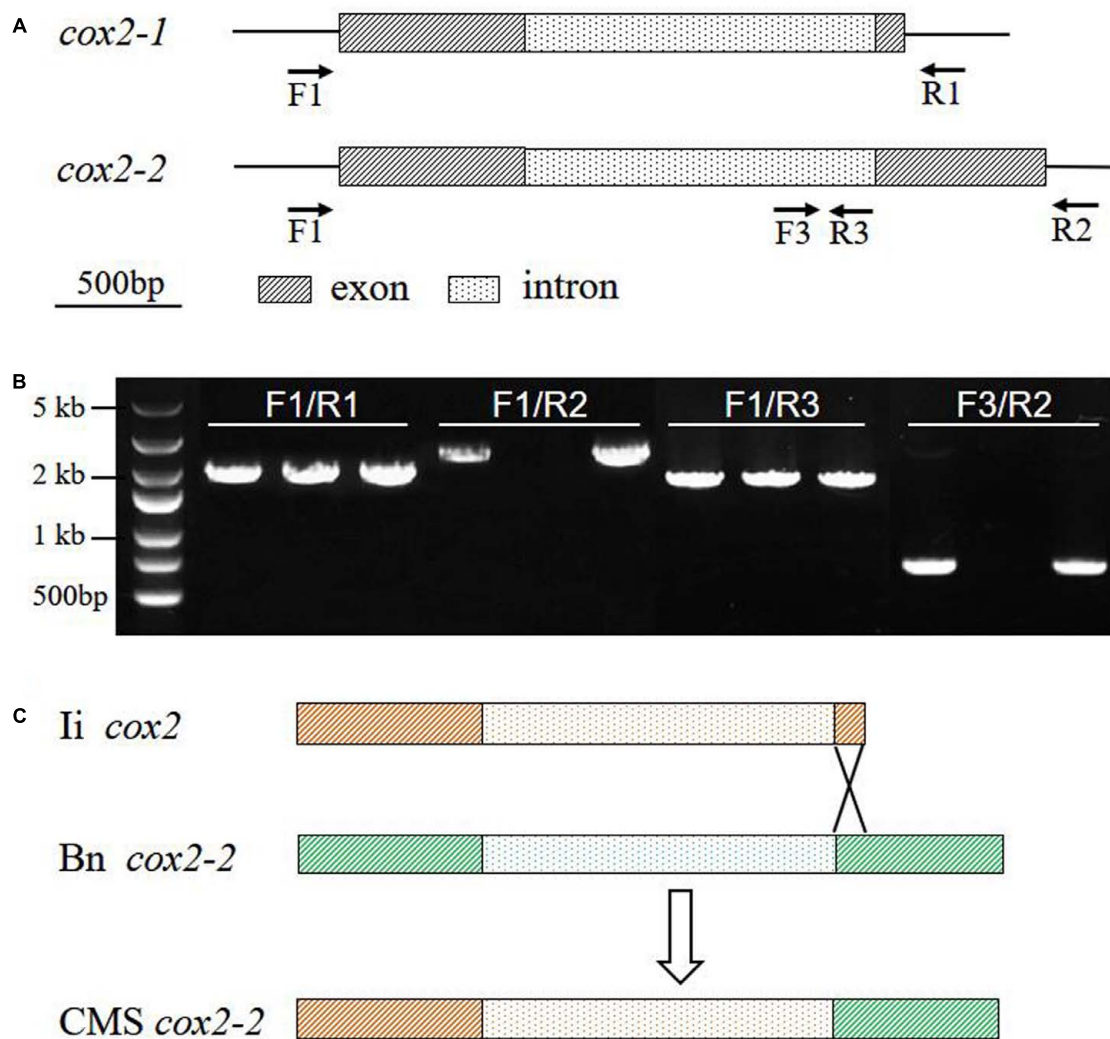 A
cox2-1
F1
R1
cox2-2
F1
F3
R3
R2
500bp
exon
intron
B
5 kb
2 kb
1 kb
500bp
F1/R1
F1/R2
F1/R3
F3/R2
C
Ii cox2
Bn cox2-2
CMS cox2-2